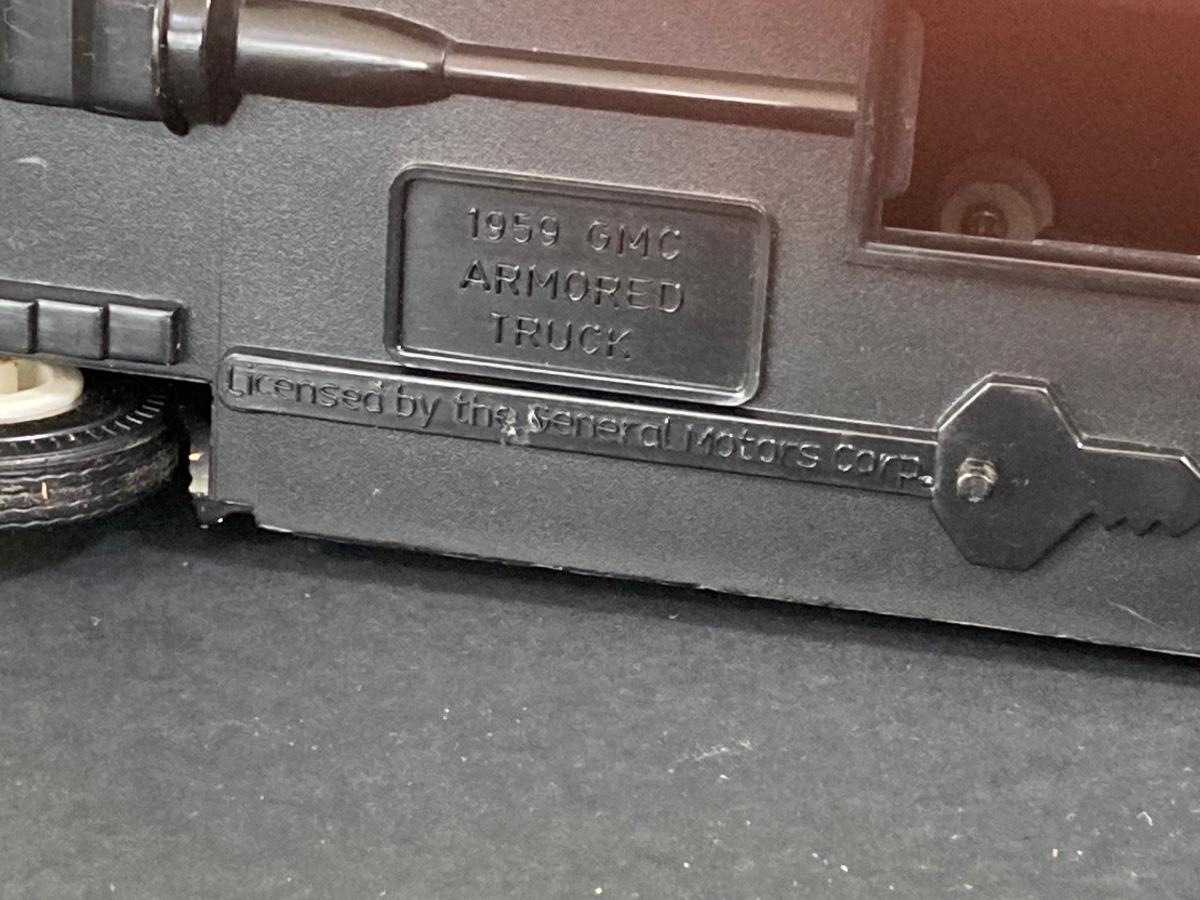 1959 GMC
ARMORED
TRUCK
Licensed by the General Motors Corp.